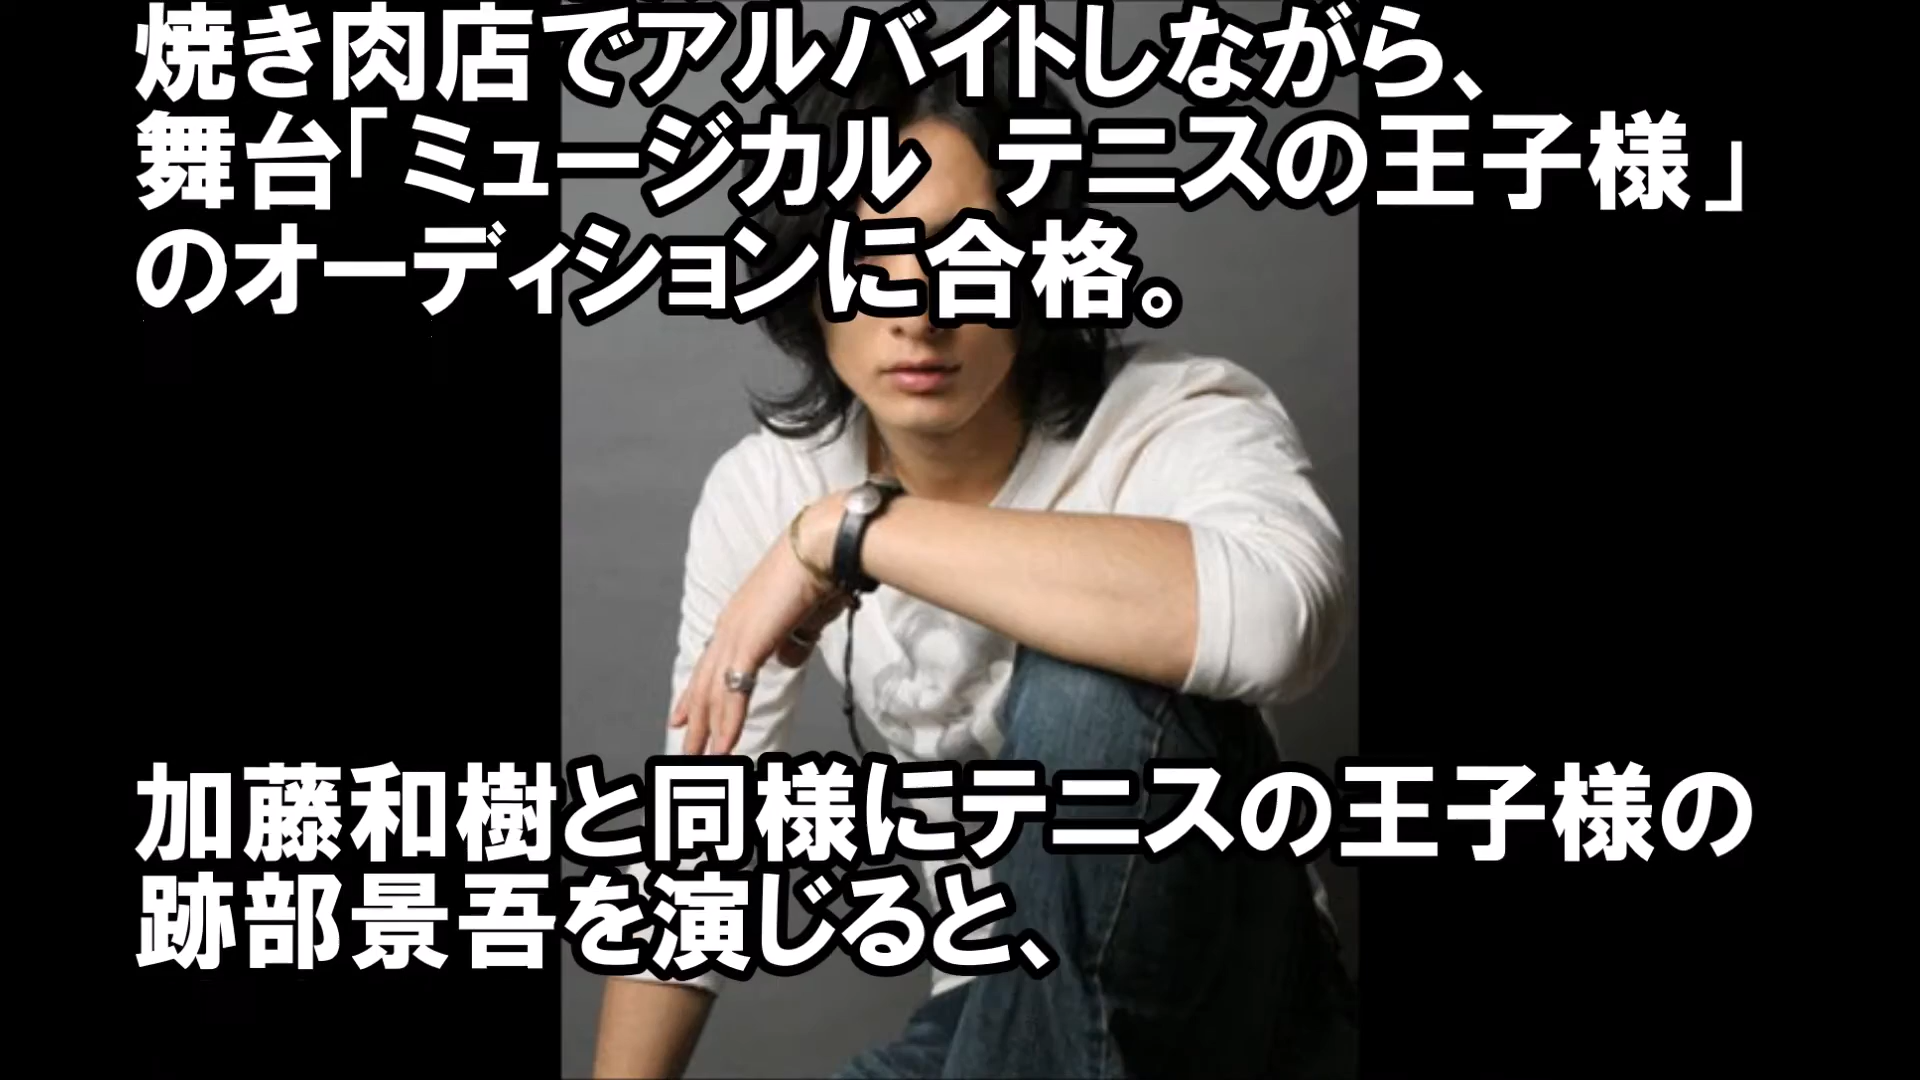 焼き肉店でアルバイトしながら、
舞台「ミュージカル　テニスの王子様」
のオーディションに合格。
加藤和樹と同様にテニスの王子様の
跡部景吾を演じると、